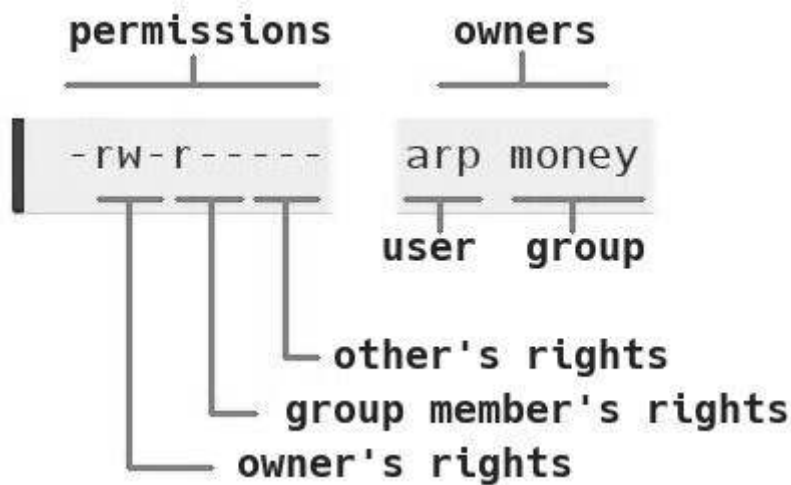 permissions owners
-rw-r----- arp money
user group
other's rights
group member's rights
owner's rights